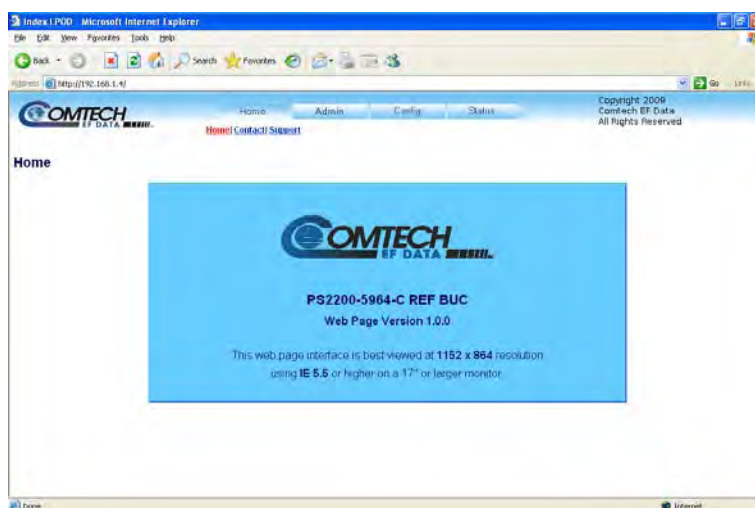 Index LPOD Microsoft Internet Explorer
File Edit View Favorites Tools Help
Back Search Favorites
Address http://192.168.1.4/ Go Links
COMTECH Home Admin Config Status Copyright 2009
EF DATA Comtech EF Data
Home| Contact| Support All Rights Reserved
Home
COMTECH
EF DATA
PS2200-5964-C REF BUC
Web Page Version 1.0.0
This web page interface is best viewed at 1152 x 864 resolution
using IE 5.5 or higher on a 17" or larger monitor
Done Internet